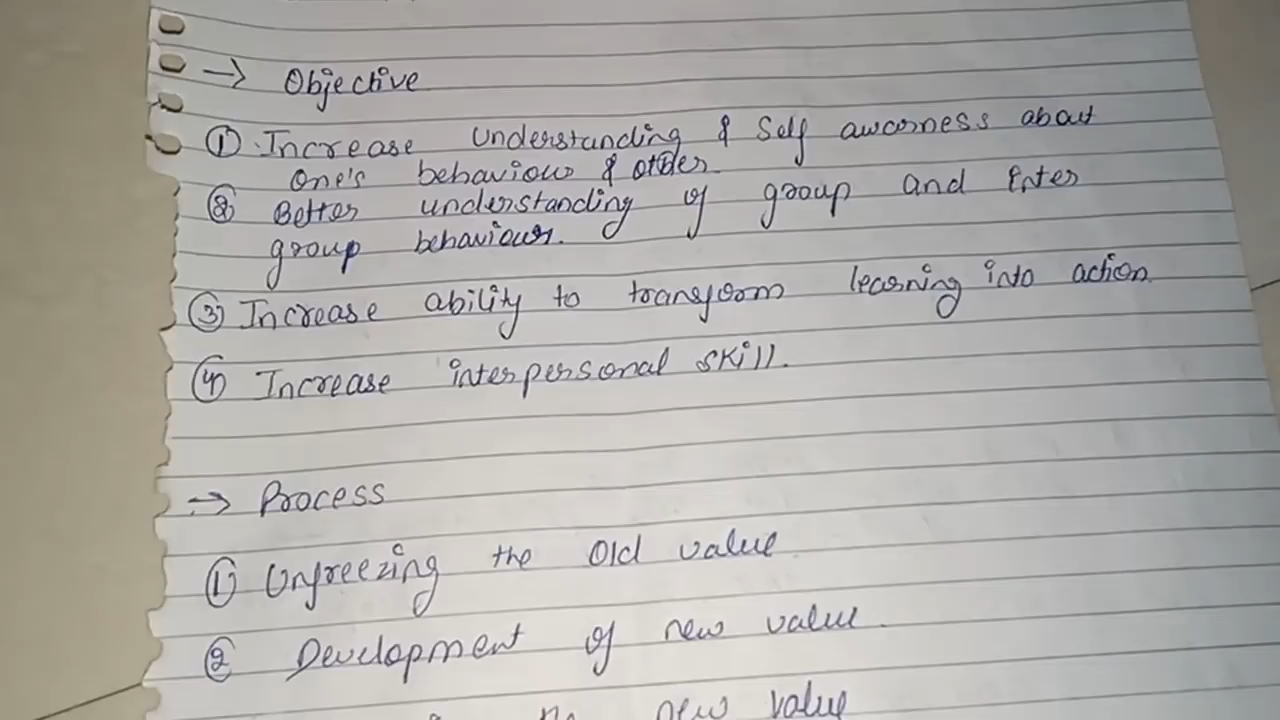 → Objective
① Increase understanding & Self awarness about
one's behaviour & other.
② Better understanding of group and Inter
group behaviour.
③ Increase ability to transform learning into action.
④ Increase interpersonal skill.
→ Process
① Unfreezing the Old value
② Development of new value.
new value